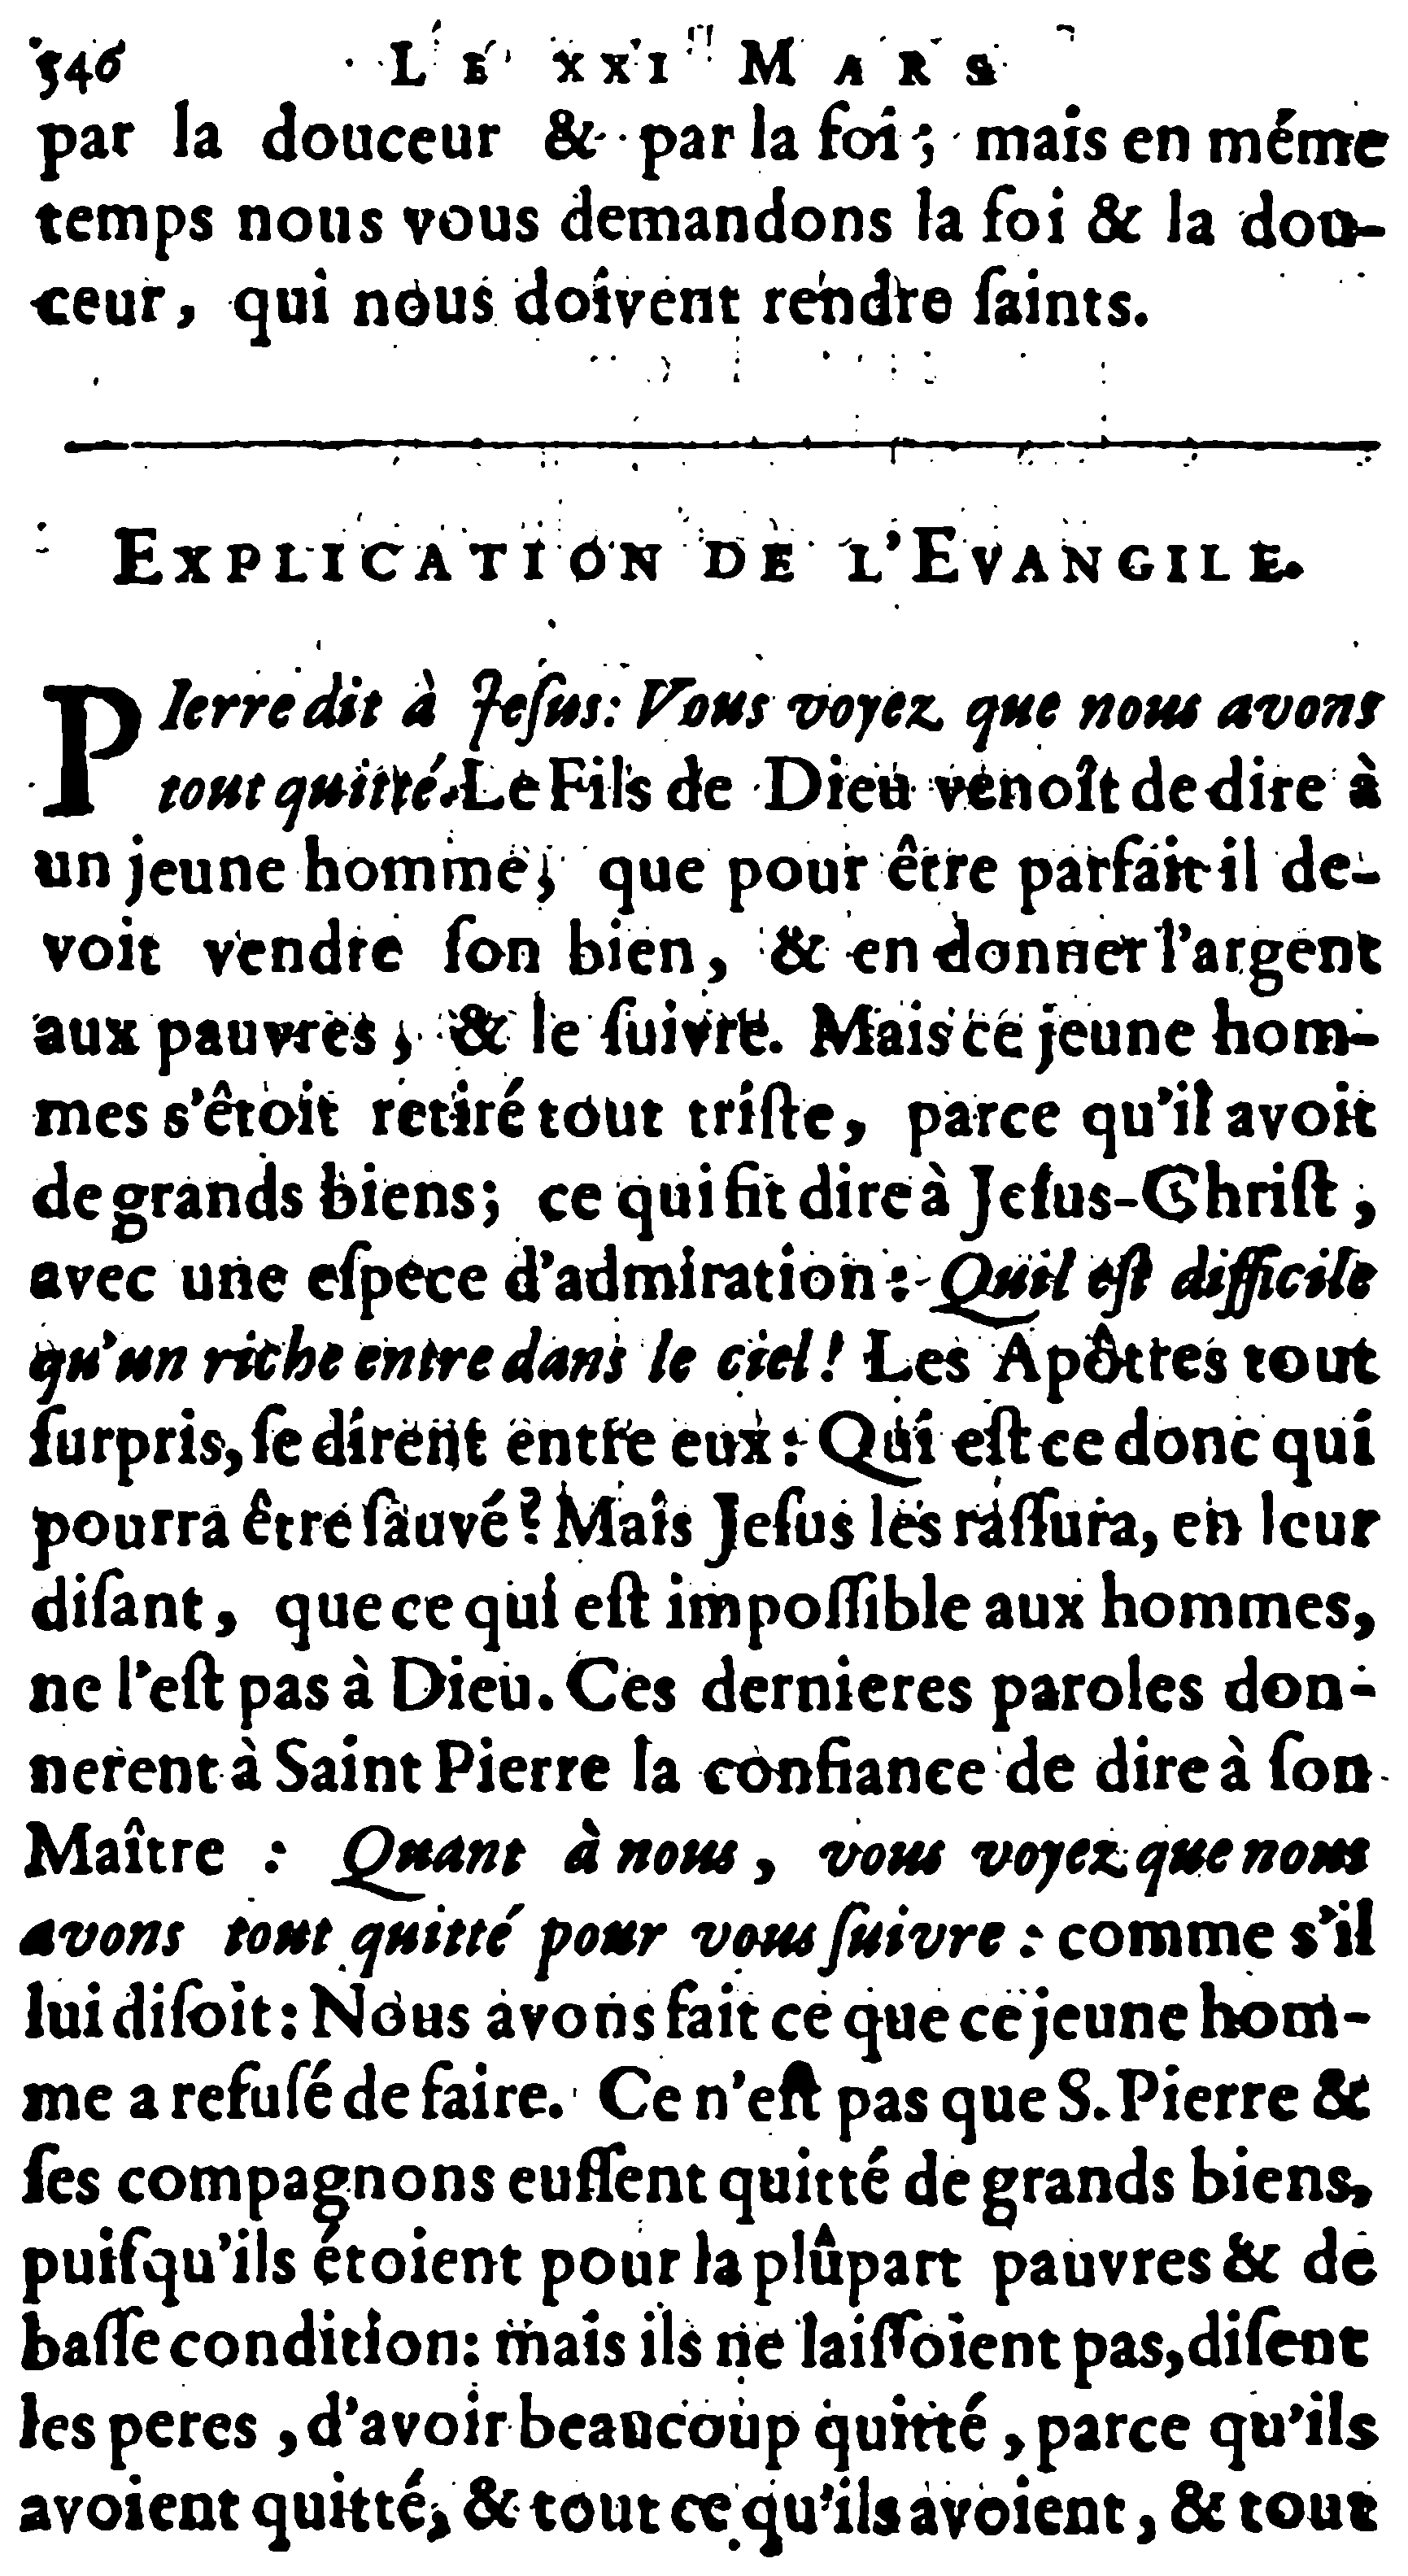 546 LE XXI MARS
par la douceur & par la foi ; mais en méme
temps nous vous demandons la foi & la dou-
ceur, qui nous doivent rendre ſaints.
EXPLICATION DE L'EVANGILE.
PIerre dit à Jeſus: Vous voyez que nous avons
tout quitté. Le Fils de Dieu venoît de dire à
un jeune homme, que pour être parfait il de-
voit vendre ſon bien, & en donner l'argent
aux pauvres, & le ſuivre. Mais ce jeune hom-
mes s'êtoit retiré tout triſte, parce qu'il avoit
de grands biens; ce qui fit dire à Jeſus-Chriſt,
avec une eſpece d'admiration: Qu'il eſt difficile
qu'un riche entre dans le ciel! Les Apôtres tout
ſurpris, ſe dirent entre eux: Qui eſt ce donc qui
pourra être ſauvé? Mais Jeſus les raſſura, en leur
diſant, que ce qui eſt impoſſible aux hommes,
ne l'eſt pas à Dieu. Ces dernieres paroles don-
nerent à Saint Pierre la confiance de dire à ſon
Maître : Quant à nous, vous voyez que nous
avons tout quitté pour vous ſuivre : comme s'il
lui diſoit: Nous avons fait ce que ce jeune hom-
me a refuſé de faire. Ce n'eſt pas que S. Pierre &
ſes compagnons euſſent quitté de grands biens,
puiſqu'ils étoient pour la plûpart pauvres & de
baſſe condition: mais ils ne laiſſoient pas, diſent
les peres, d'avoir beaucoup quitté, parce qu'ils
avoient quitté, & tout ce qu'ils avoient, & tout